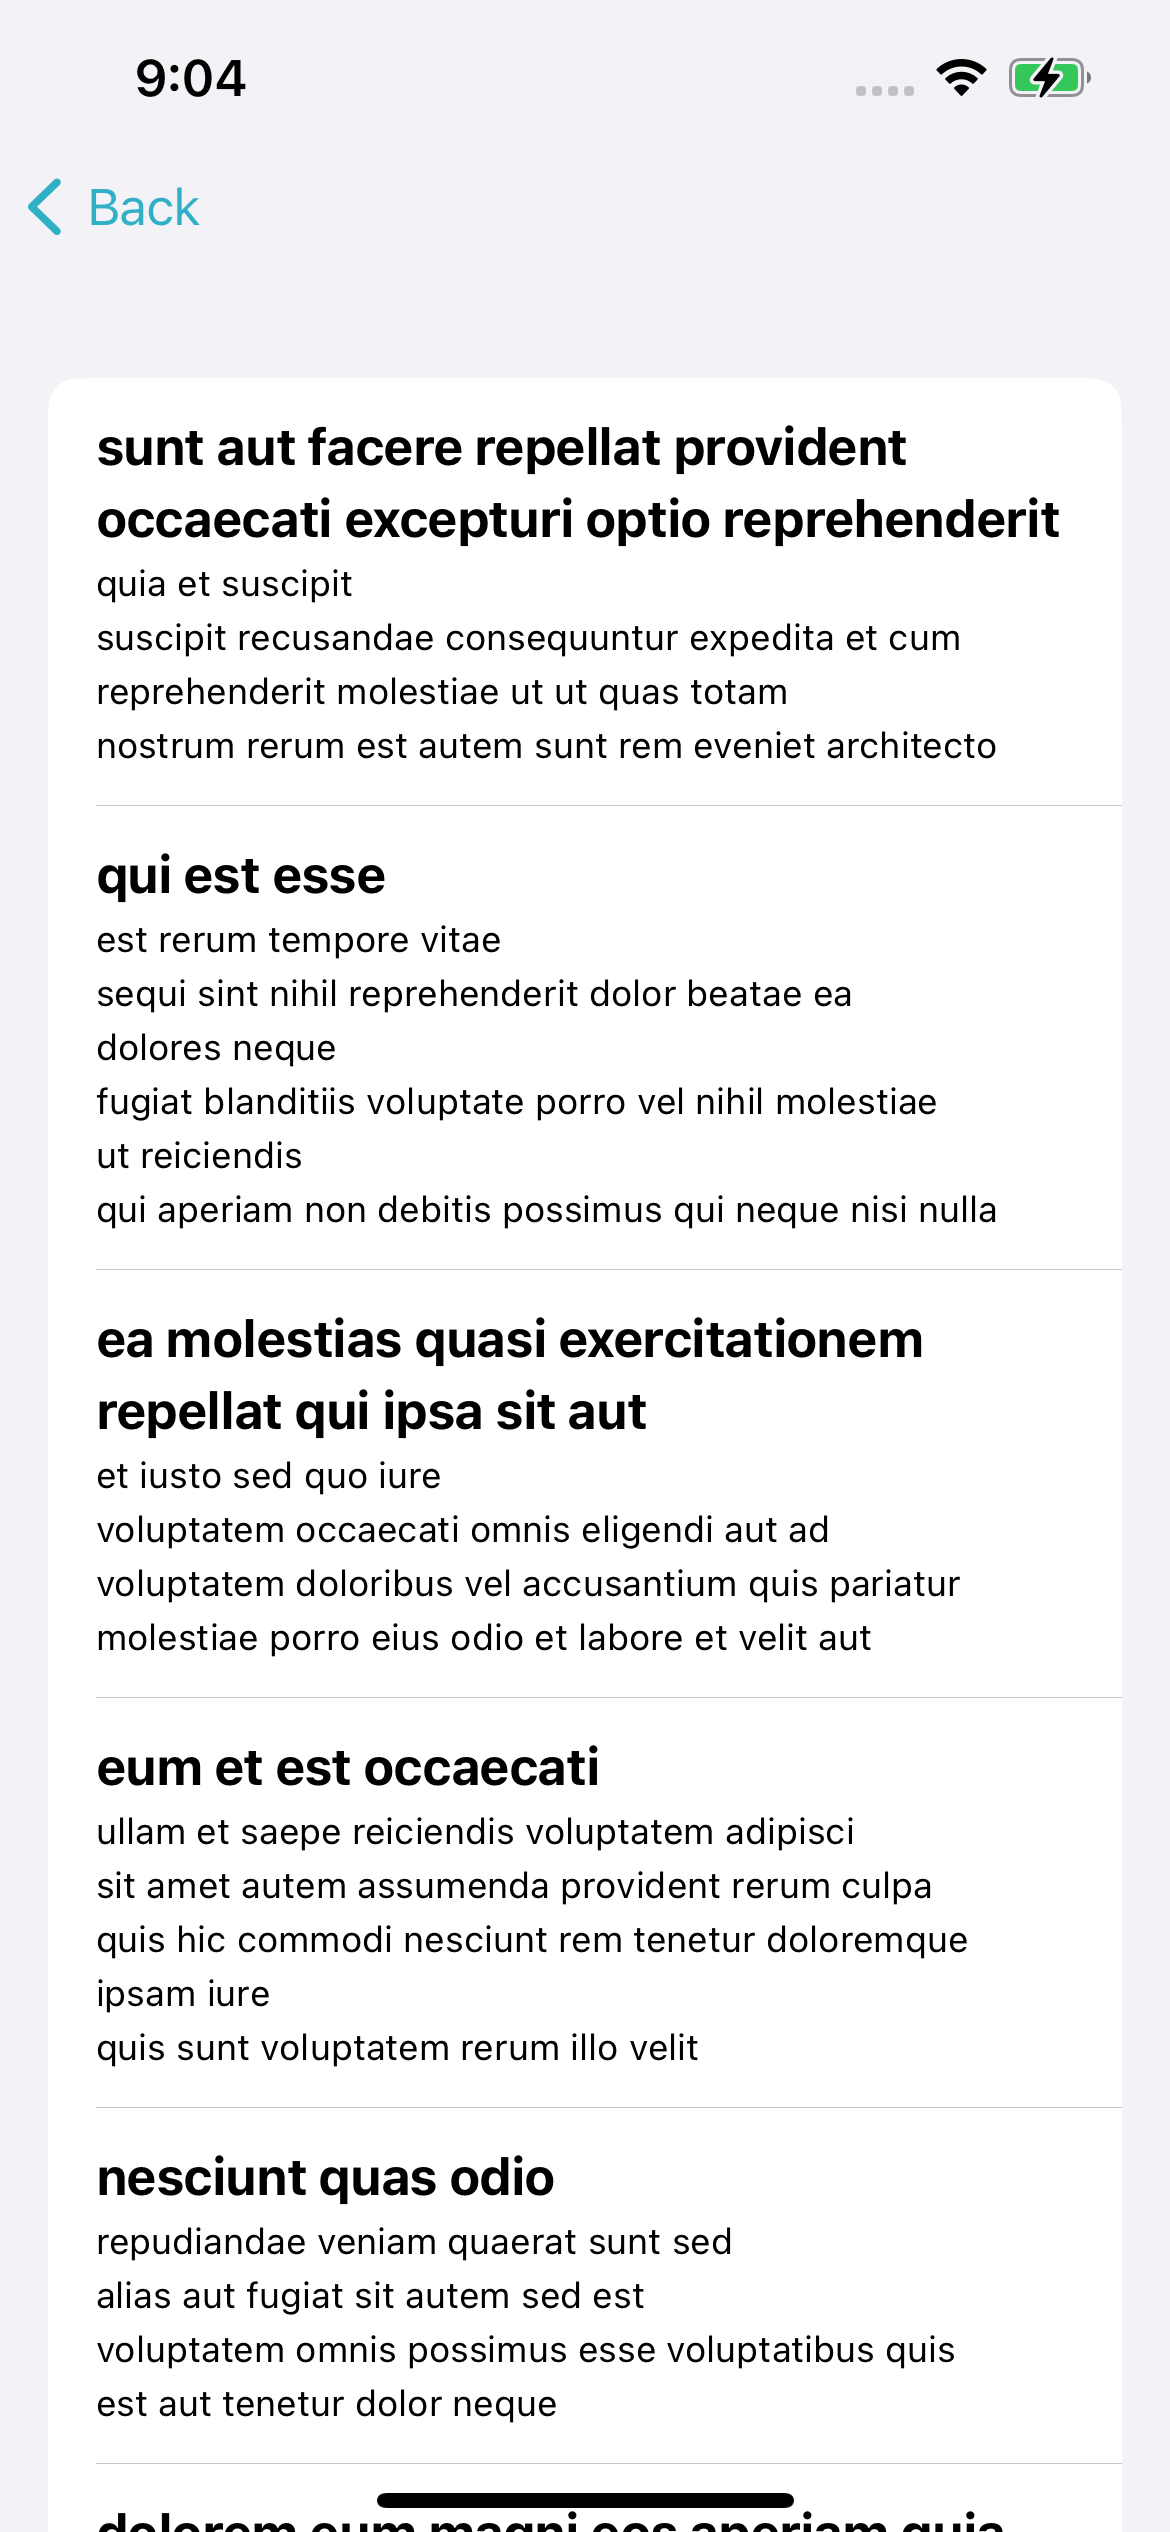 9:04
Back
sunt aut facere repellat provident
occaecati excepturi optio reprehenderit
quia et suscipit
suscipit recusandae consequuntur expedita et cum
reprehenderit molestiae ut ut quas totam
nostrum rerum est autem sunt rem eveniet architecto
qui est esse
est rerum tempore vitae
sequi sint nihil reprehenderit dolor beatae ea
dolores neque
fugiat blanditiis voluptate porro vel nihil molestiae
ut reiciendis
qui aperiam non debitis possimus qui neque nisi nulla
ea molestias quasi exercitationem
repellat qui ipsa sit aut
et iusto sed quo iure
voluptatem occaecati omnis eligendi aut ad
voluptatem doloribus vel accusantium quis pariatur
molestiae porro eius odio et labore et velit aut
eum et est occaecati
ullam et saepe reiciendis voluptatem adipisci
sit amet autem assumenda provident rerum culpa
quis hic commodi nesciunt rem tenetur doloremque
ipsam iure
quis sunt voluptatem rerum illo velit
nesciunt quas odio
repudiandae veniam quaerat sunt sed
alias aut fugiat sit autem sed est
voluptatem omnis possimus esse voluptatibus quis
est aut tenetur dolor neque
dolorem eum magni eos aperiam quia